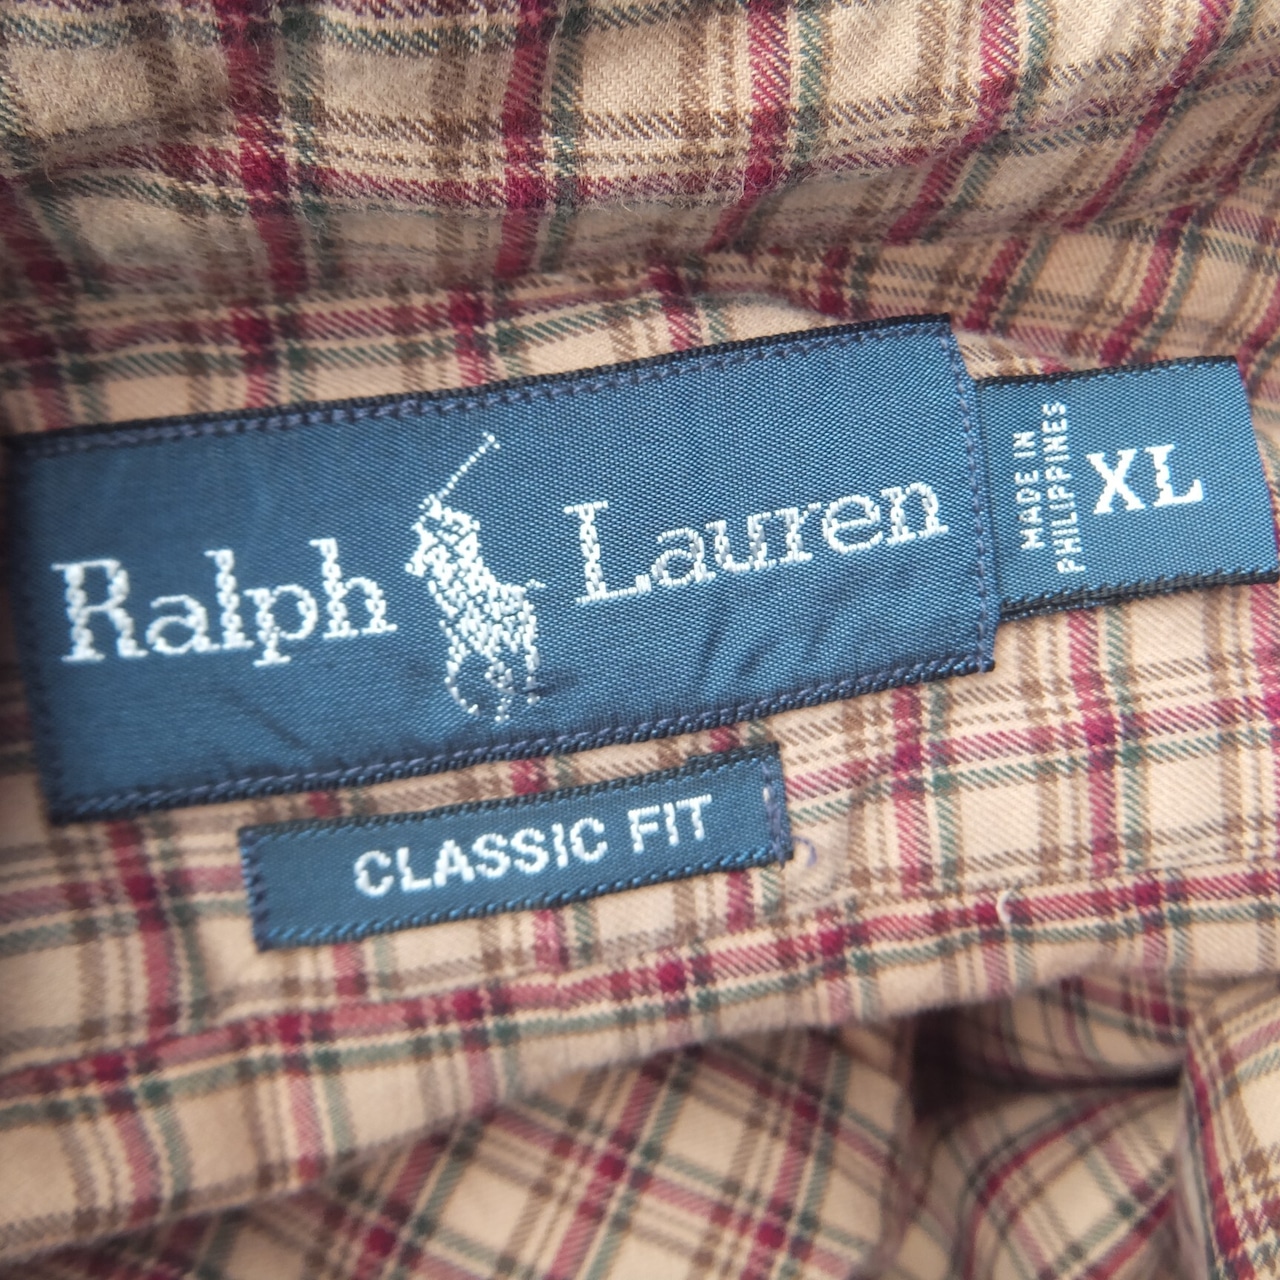 Ralph Lauren
MADE IN
PHILIPPINES
XL
CLASSIC FIT